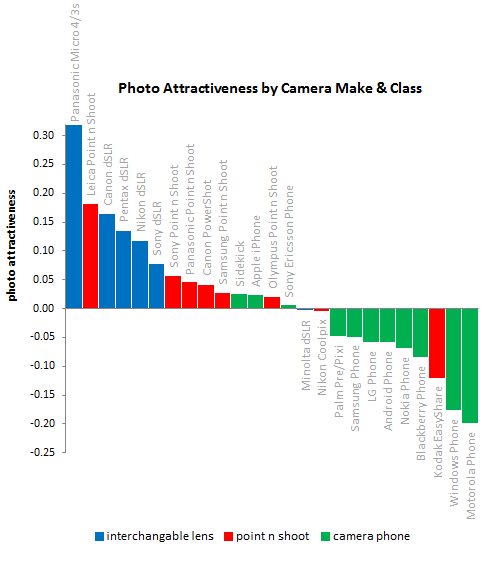 Photo Attractiveness by Camera Make & Class
photo attractiveness
0.30
0.25
0.20
0.15
0.10
0.05
0.00
-0.05
-0.10
-0.15
-0.20
-0.25
Panasonic Micro 4/3s
Leica Point n Shoot
Canon dSLR
Pentax dSLR
Nikon dSLR
Sony dSLR
Sony Point n Shoot
Panasonic Point n Shoot
Canon PowerShot
Samsung Point n Shoot
Sidekick
Apple iPhone
Olympus Point n Shoot
Sony Ericsson Phone
Minolta dSLR
Nikon Coolpix
Palm Pre/Pixi
Samsung Phone
LG Phone
Android Phone
Nokia Phone
Blackberry Phone
Kodak EasyShare
Windows Phone
Motorola Phone
interchangable lens
point n shoot
camera phone